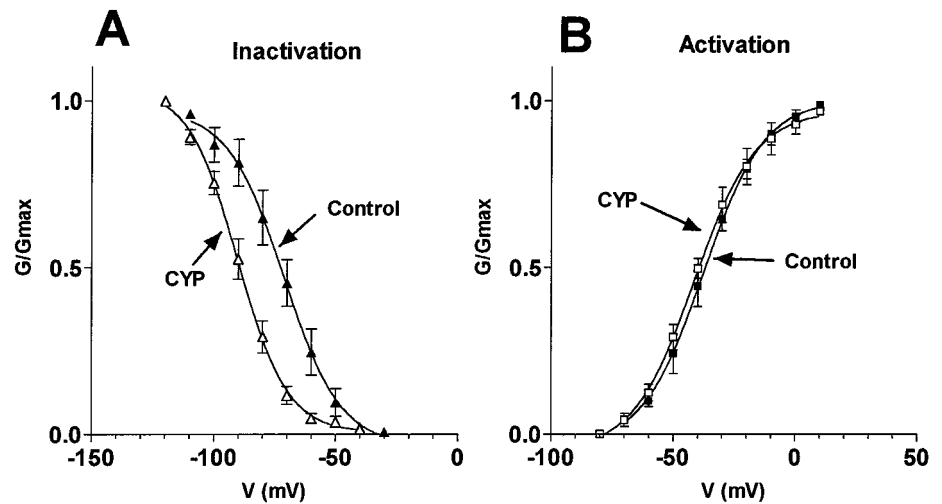 A
Inactivation
G/Gmax
1.0
0.5
0.0
CYP
Control
-150
-100
-50
0
V (mV)
B
Activation
G/Gmax
1.0
0.5
0.0
CYP
Control
-100
-50
0
50
V (mV)